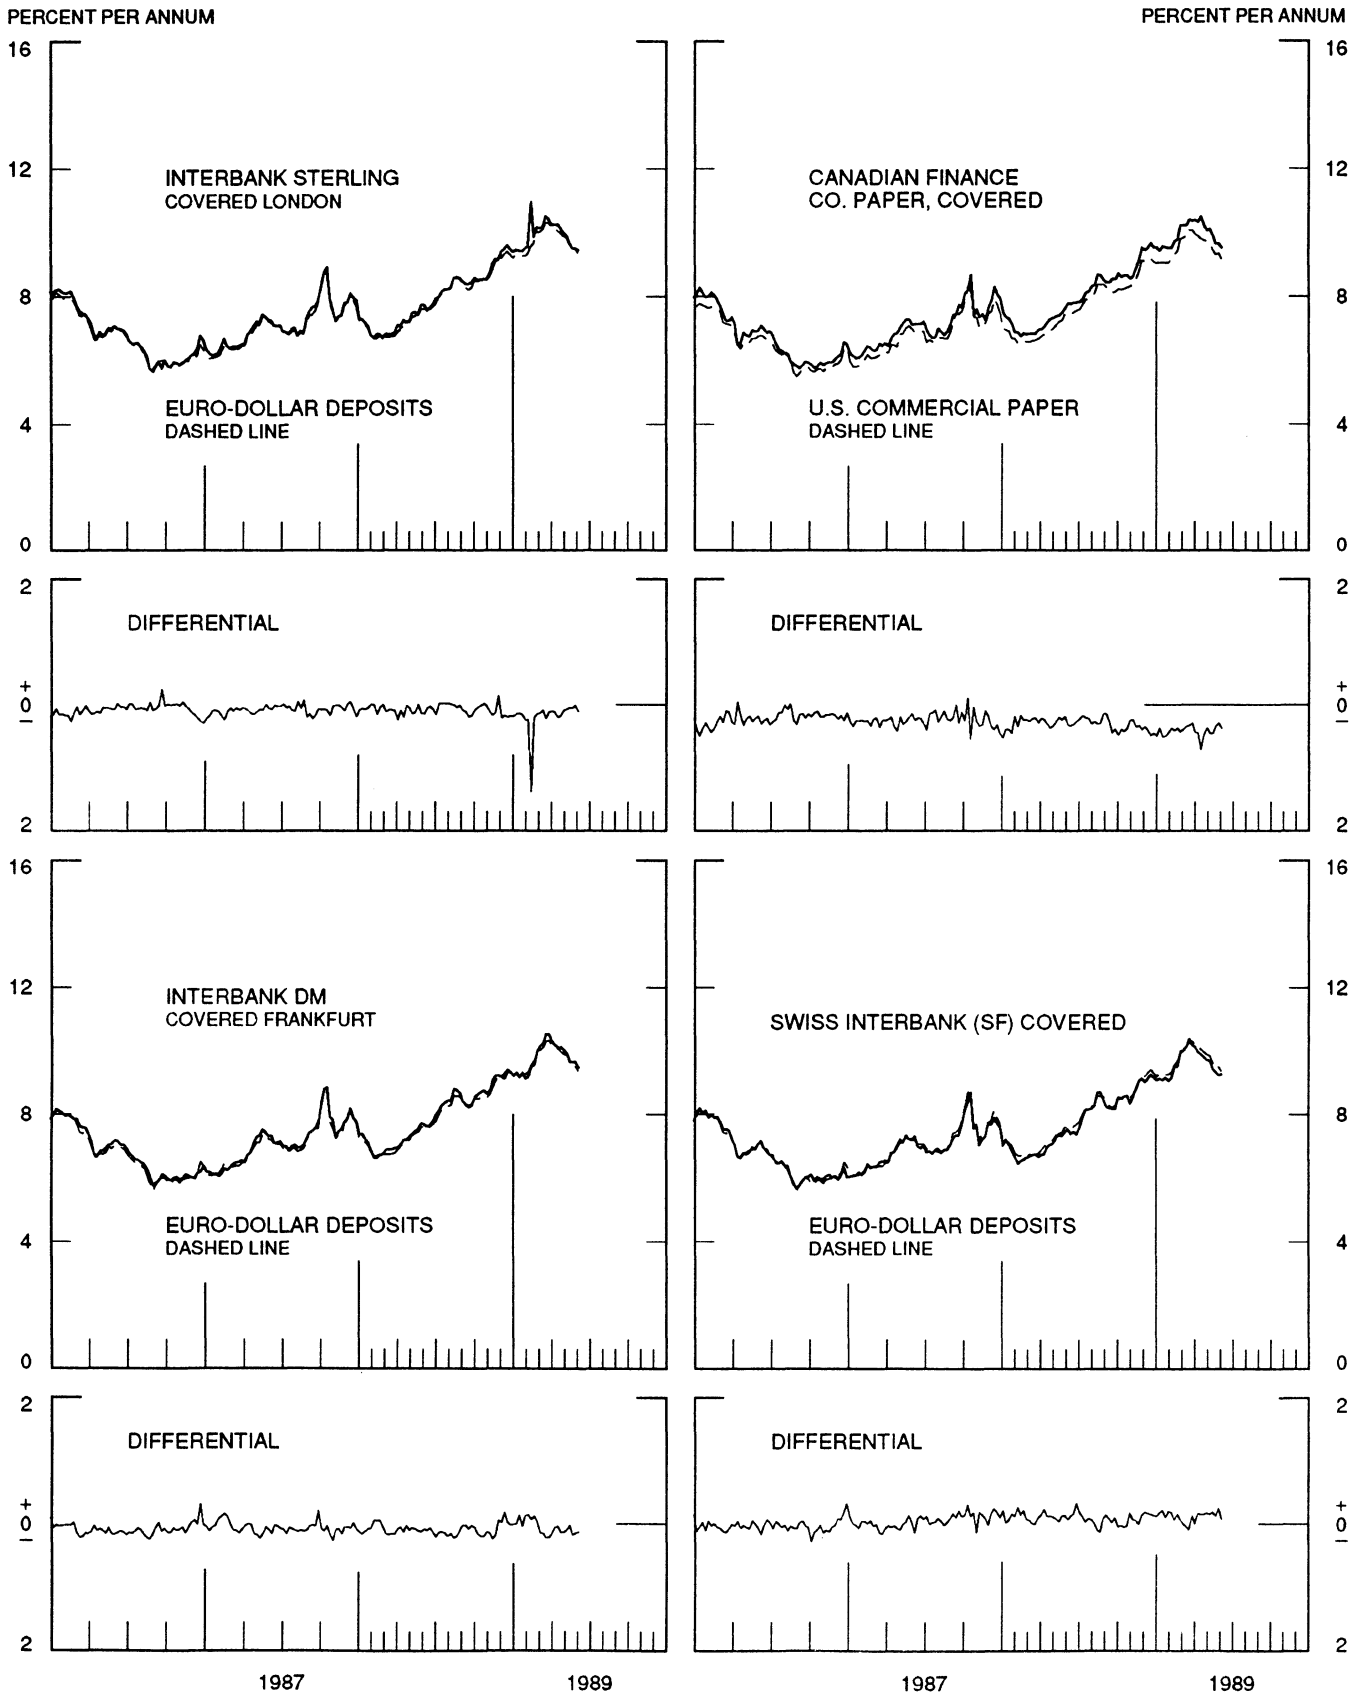 PERCENT PER ANNUM
PERCENT PER ANNUM
16
12
8
4
0
INTERBANK STERLING
COVERED LONDON
EURO-DOLLAR DEPOSITS
DASHED LINE
CANADIAN FINANCE
CO. PAPER, COVERED
U.S. COMMERCIAL PAPER
DASHED LINE
16
12
8
4
0
2
+
0
−
2
DIFFERENTIAL
DIFFERENTIAL
2
+
0
−
2
16
12
8
4
0
INTERBANK DM
COVERED FRANKFURT
EURO-DOLLAR DEPOSITS
DASHED LINE
SWISS INTERBANK (SF) COVERED
EURO-DOLLAR DEPOSITS
DASHED LINE
16
12
8
4
0
2
+
0
−
2
DIFFERENTIAL
DIFFERENTIAL
2
+
0
−
2
1987
1989
1987
1989